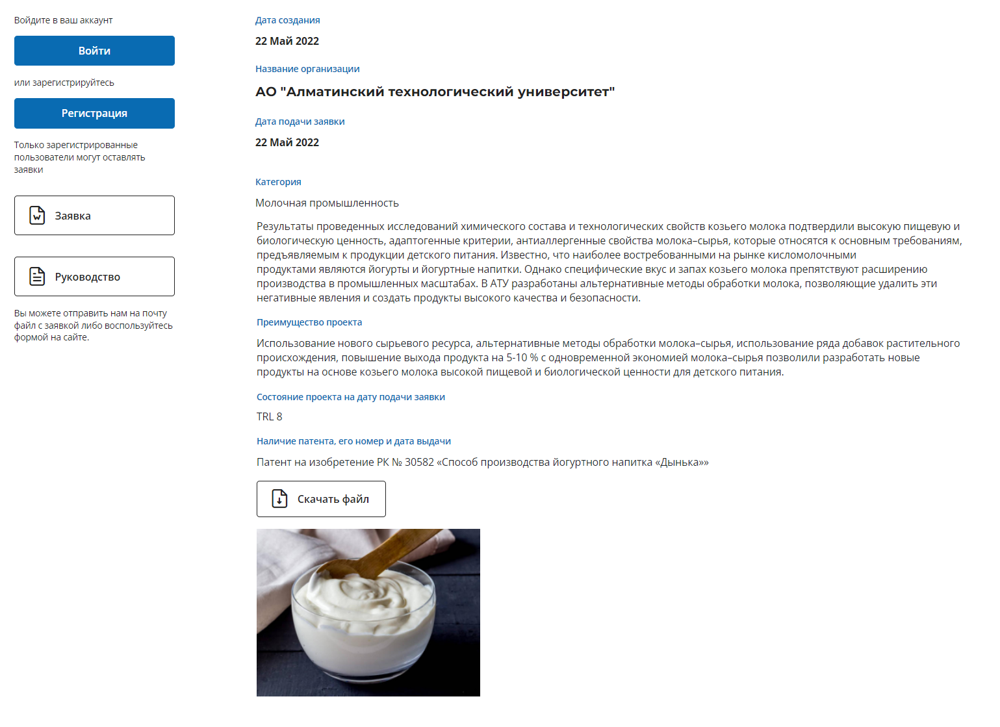 Войдите в ваш аккаунт
Войти
или зарегистрируйтесь
Регистрация
Только зарегистрированные
пользователи могут оставлять
заявки
Заявка
Руководство
Вы можете отправить нам на почту
файл с заявкой либо воспользуйтесь
формой на сайте.
Дата создания
22 Май 2022
Название организации
АО "Алматинский технологический университет"
Дата подачи заявки
22 Май 2022
Категория
Молочная промышленность
Результаты проведенных исследований химического состава и технологических свойств козьего молока подтвердили высокую пищевую и
биологическую ценность, адаптогенные критерии, антиаллергенные свойства молока–сырья, которые относятся к основным требованиям,
предъявляемым к продукции детского питания. Известно, что наиболее востребованными на рынке кисломолочными
продуктами являются йогурты и йогуртные напитки. Однако специфические вкус и запах козьего молока препятствуют расширению
производства в промышленных масштабах. В АТУ разработаны альтернативные методы обработки молока, позволяющие удалить эти
негативные явления и создать продукты высокого качества и безопасности.
Преимущество проекта
Использование нового сырьевого ресурса, альтернативные методы обработки молока–сырья, использование ряда добавок растительного
происхождения, повышение выхода продукта на 5-10 % с одновременной экономией молока–сырья позволили разработать новые
продукты на основе козьего молока высокой пищевой и биологической ценности для детского питания.
Состояние проекта на дату подачи заявки
TRL 8
Наличие патента, его номер и дата выдачи
Патент на изобретение РК № 30582 «Способ производства йогуртного напитка «Дынька»»
Скачать файл